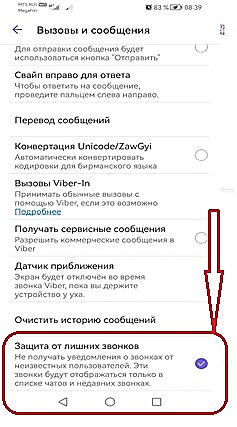 MTS RUS
MegaFon
83 %
08:39
Вызовы и сообщения
Для отправки сообщения будет
использоваться кнопка "Отправить"
Свайп вправо для ответа
Чтобы ответить на сообщение,
проведите пальцем слева направо.
Перевод сообщений
Конвертация Unicode/ZawGyi
Автоматически конвертировать
кодировки для бирманского языка
Вызовы Viber-In
Принимать обычные вызовы с
помощью Viber, если это возможно
Подробнее
Получать сервисные сообщения
Разрешить коммерческие сообщения в
Viber
Датчик приближения
Экран будет отключён во время
звонка Viber, пока вы держите
устройство у уха.
Очистить историю сообщений
Защита от лишних звонков
Не получать уведомления о звонках от
неизвестных пользователей. Эти
звонки будут отображаться только в
списке чатов и недавних звонках.